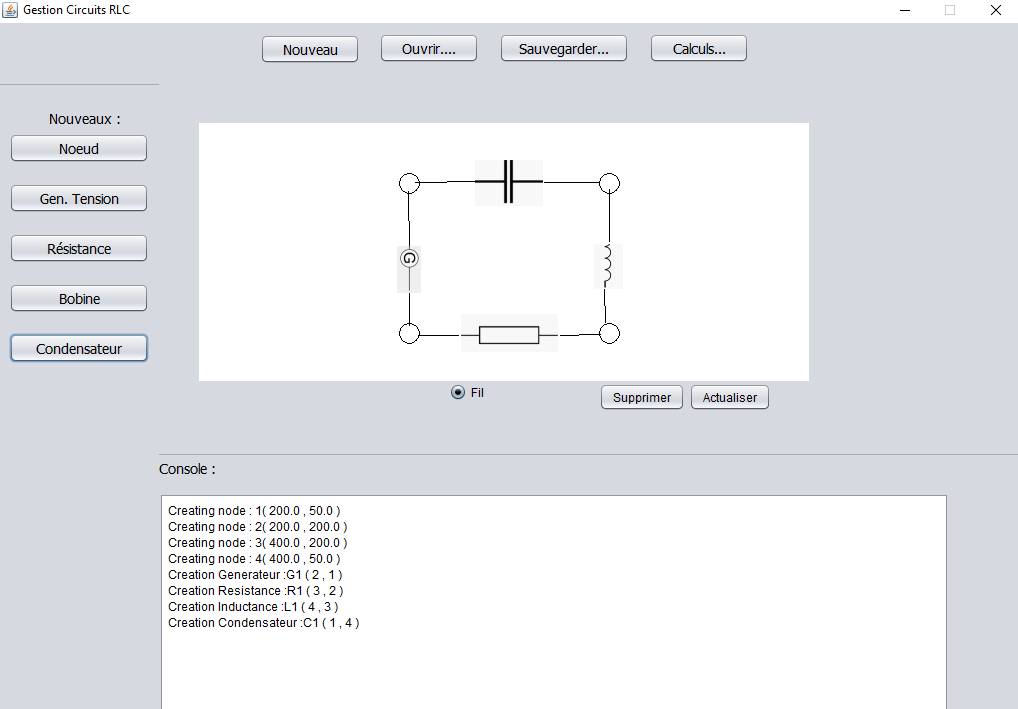 Gestion Circuits RLC
Nouveau
Ouvrir....
Sauvegarder...
Calculs...
Nouveaux :
Noeud
Gen. Tension
Résistance
Bobine
Condensateur
G
Fil
Supprimer
Actualiser
Console :
Creating node : 1( 200.0 , 50.0 )
Creating node : 2( 200.0 , 200.0 )
Creating node : 3( 400.0 , 200.0 )
Creating node : 4( 400.0 , 50.0 )
Creation Generateur :G1 ( 2 , 1 )
Creation Resistance :R1 ( 3 , 2 )
Creation Inductance :L1 ( 4 , 3 )
Creation Condensateur :C1 ( 1 , 4 )